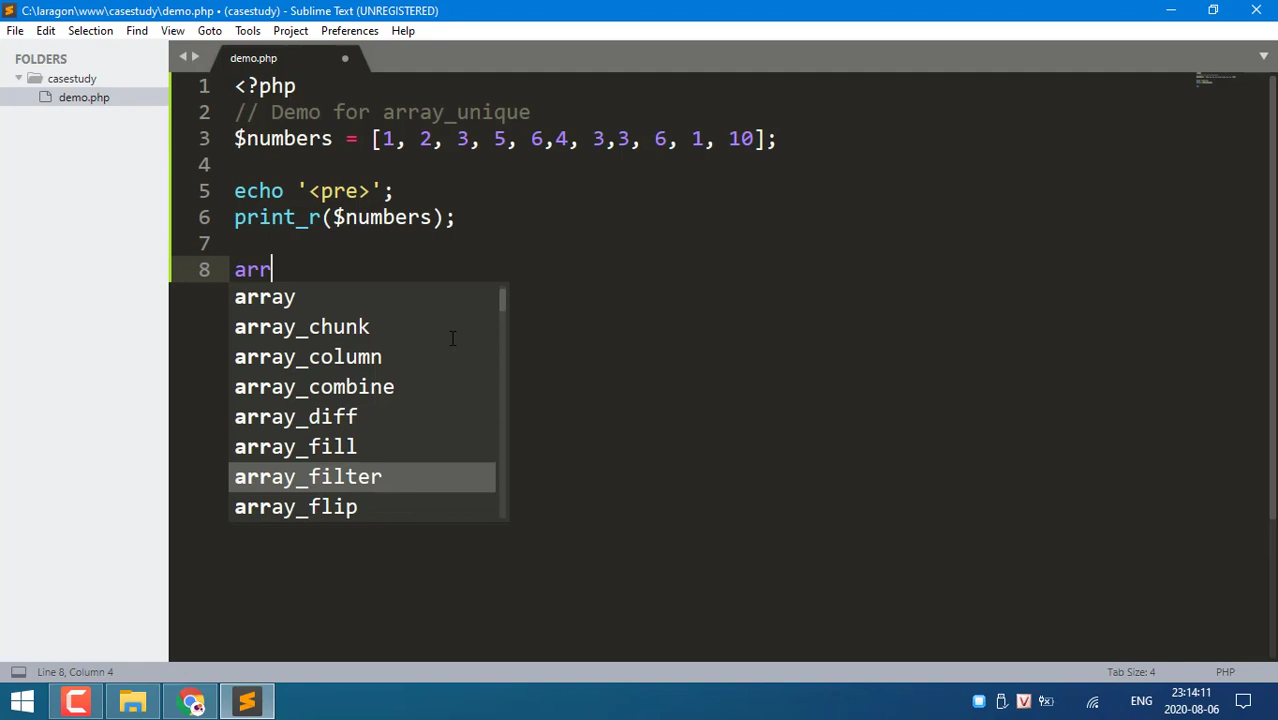 C:\laragon\www\casestudy\demo.php • (casestudy) - Sublime Text (UNREGISTERED)
File Edit Selection Find View Goto Tools Project Preferences Help
FOLDERS
casestudy
demo.php
demo.php
1 <?php
2 // Demo for array_unique
3 $numbers = [1, 2, 3, 5, 6,4, 3,3, 6, 1, 10];
4
5 echo '<pre>';
6 print_r($numbers);
7
8 arr
array
array_chunk
array_column
array_combine
array_diff
array_fill
array_filter
array_flip
Line 8, Column 4
Tab Size: 4
PHP
ENG
23:14:11
2020-08-06